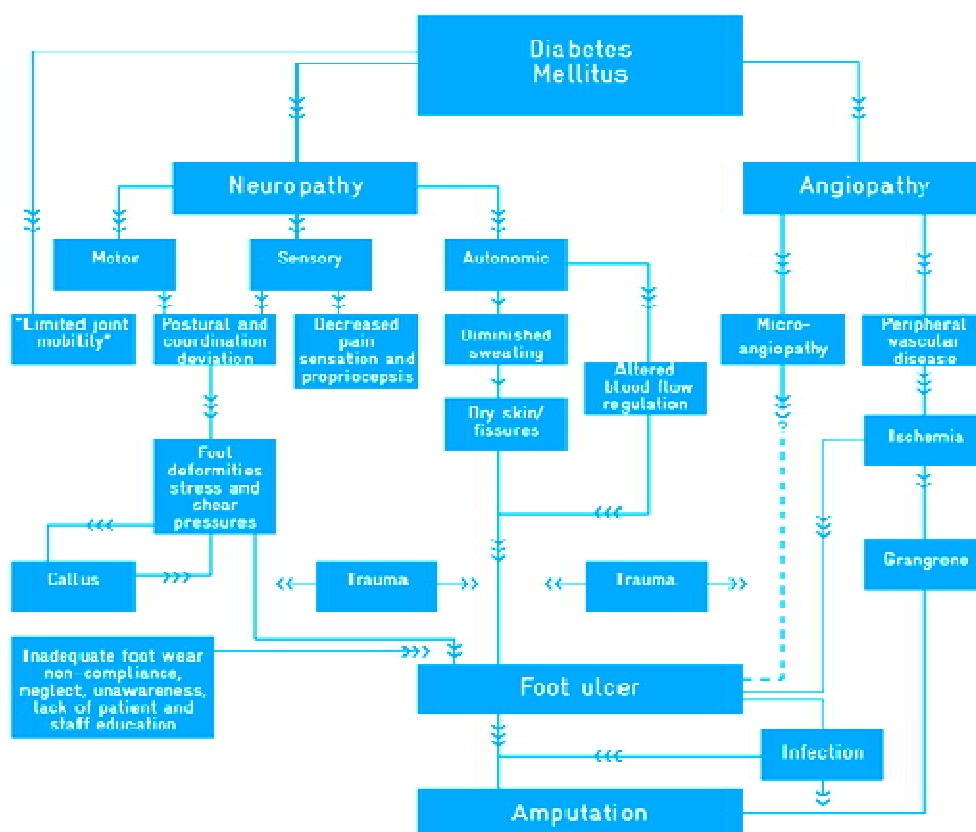 Diabetes
Mellitus
Neuropathy
Angiopathy
Motor
Sensory
Autonomic
"Limited joint
mobility"
Postural and
coordination
deviation
Decreased
pain
sensation and
propriocepsis
Diminished
sweating
Altered
blood flow
regulation
Micro-
angiopathy
Peripheral
vascular
disease
Dry skin/
fissures
Ischemia
Foot
deformities
stress and
shear
pressures
Callus
Trauma
Trauma
Grangrone
Inadequate foot wear
non-compliance,
neglect, unawareness,
lack of patient and
staff education
Foot ulcer
Infection
Amputation